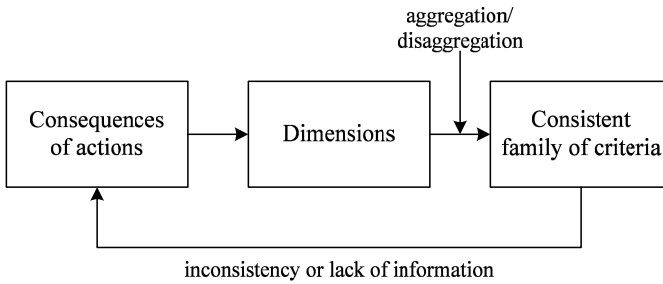 aggregation/
disaggregation
Consequences
of actions
Dimensions
Consistent
family of criteria
inconsistency or lack of information